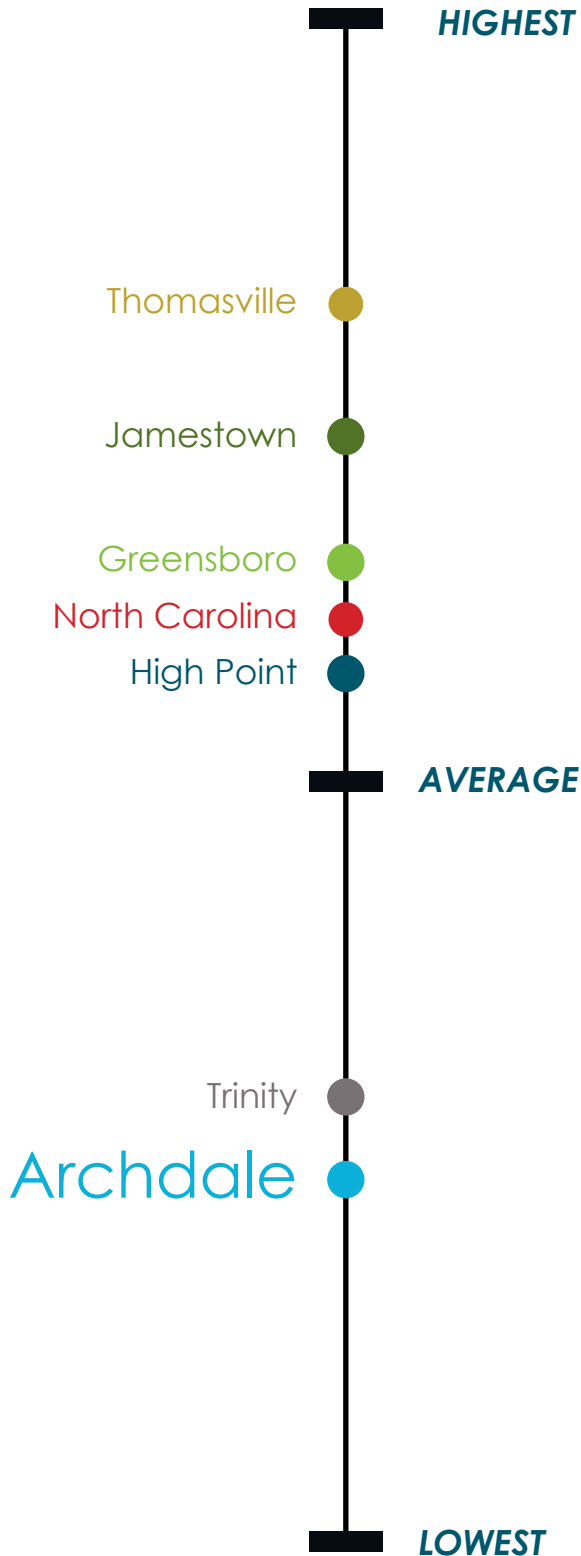 HIGHEST
Thomasville
Jamestown
Greensboro
North Carolina
High Point
AVERAGE
Trinity
Archdale
LOWEST